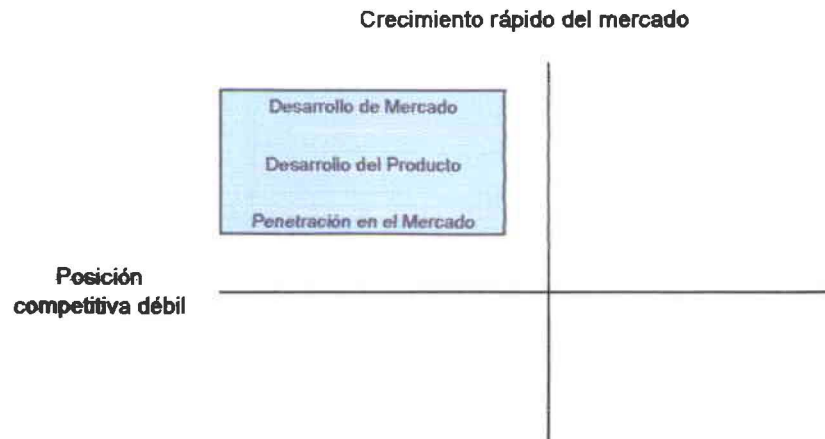 Crecimiento rápido del mercado
Desarrollo de Mercado
Desarrollo del Producto
Penetración en el Mercado
Posición
competitiva débil